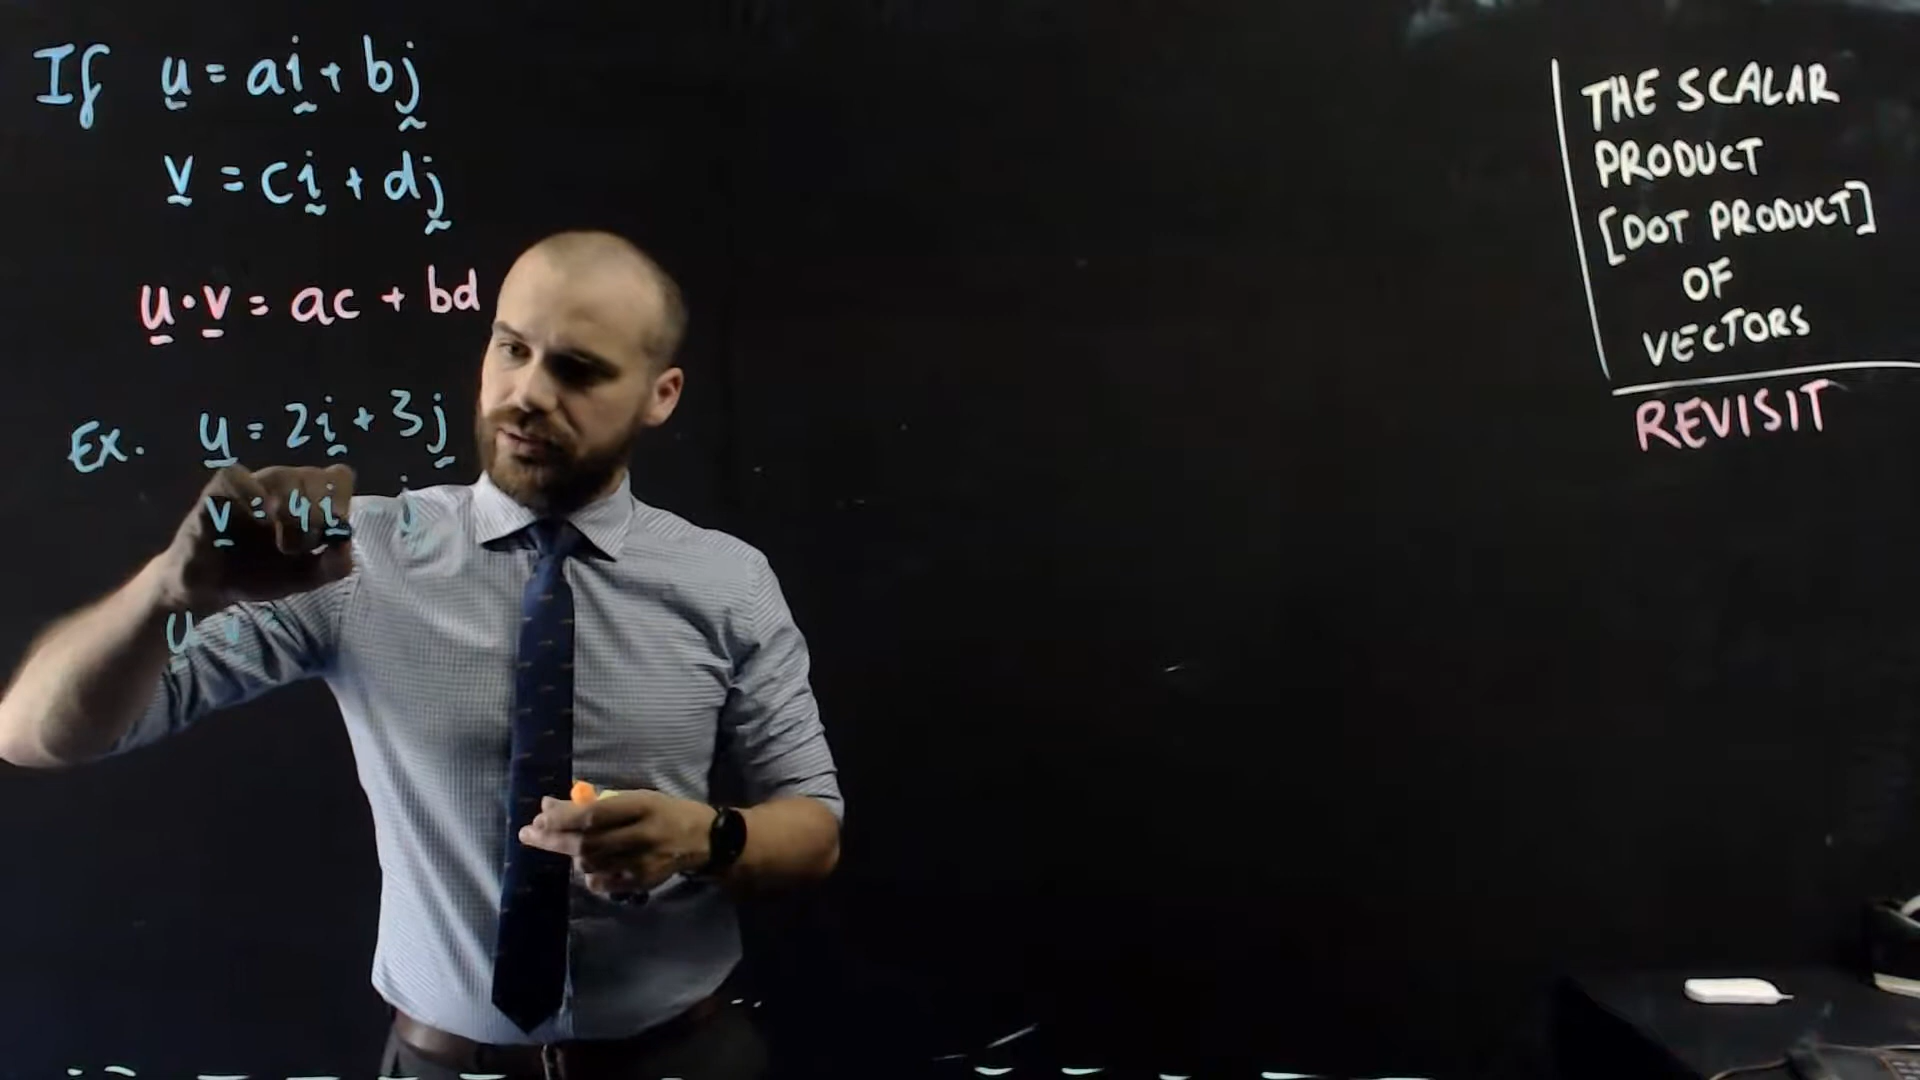 If u = ai + bj
v = ci + dj
u·v = ac + bd
Ex. u = 2i + 3j
v = 4i - j
u·v =
THE SCALAR
PRODUCT
[DOT PRODUCT]
OF
VECTORS
REVISIT